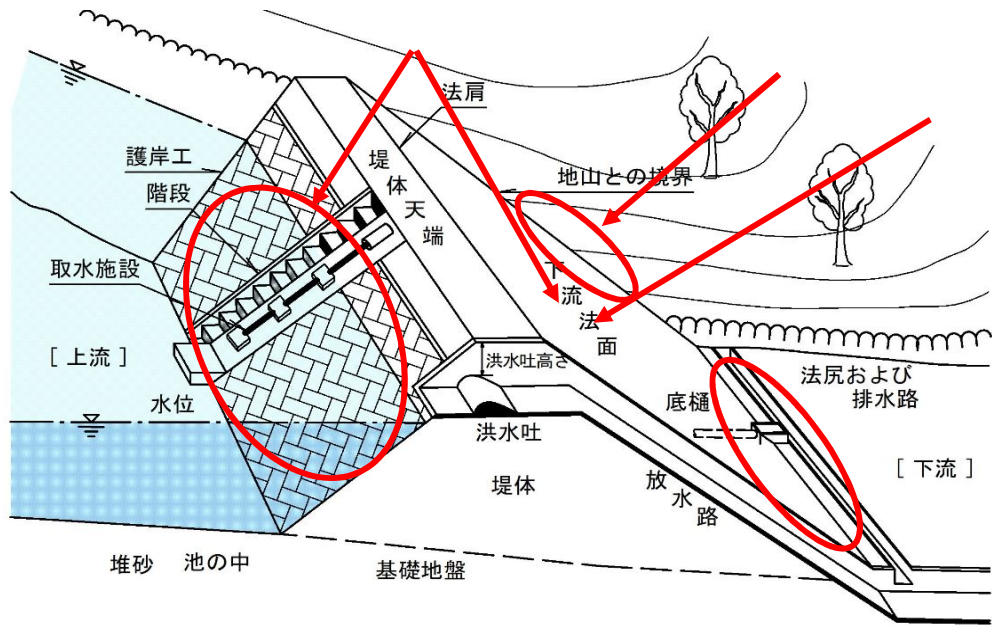 法肩
護岸工
階段
堤体天端
地山との境界
取水施設
下流法面
[ 上流 ]
洪水吐高さ
法尻および
排水路
水位
底樋
洪水吐
[ 下流 ]
堤体
放水路
堆砂 池の中
基礎地盤